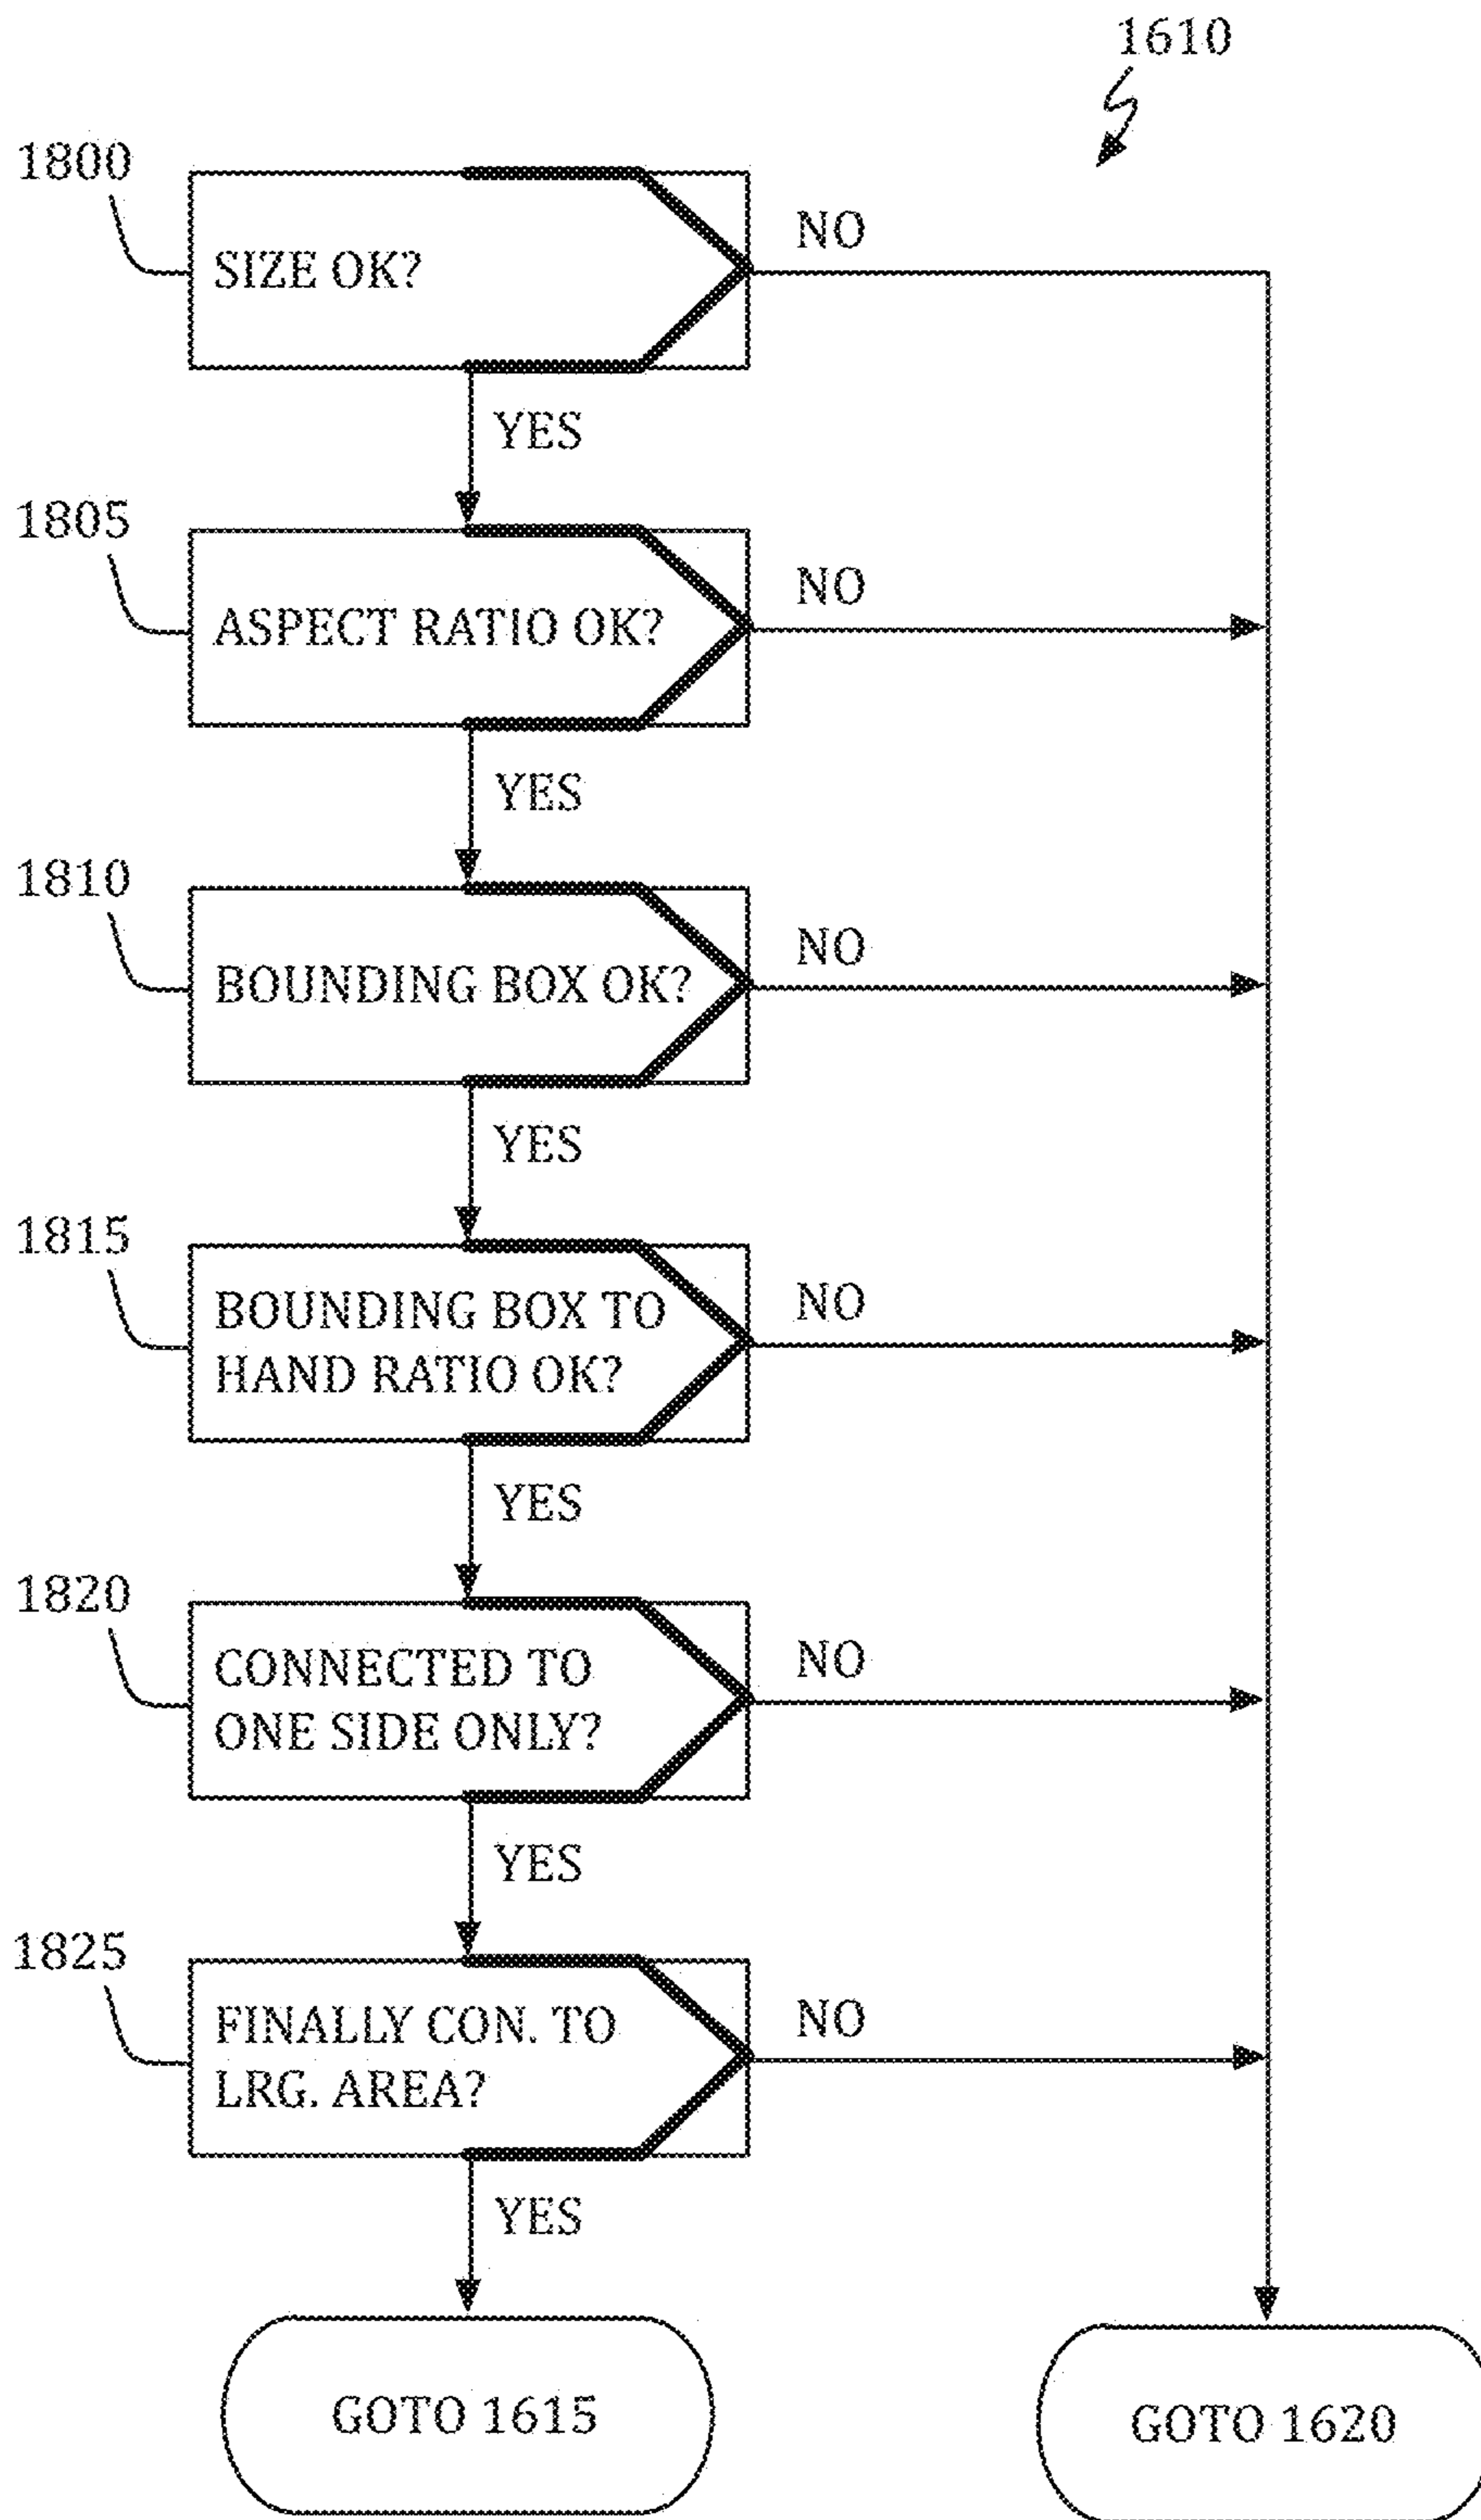 1610
1800
SIZE OK?
NO
YES
1805
ASPECT RATIO OK?
NO
YES
1810
BOUNDING BOX OK?
NO
YES
1815
BOUNDING BOX TO
HAND RATIO OK?
NO
YES
1820
CONNECTED TO
ONE SIDE ONLY?
NO
YES
1825
FINALLY CON. TO
LRG. AREA?
NO
YES
GOTO 1615
GOTO 1620